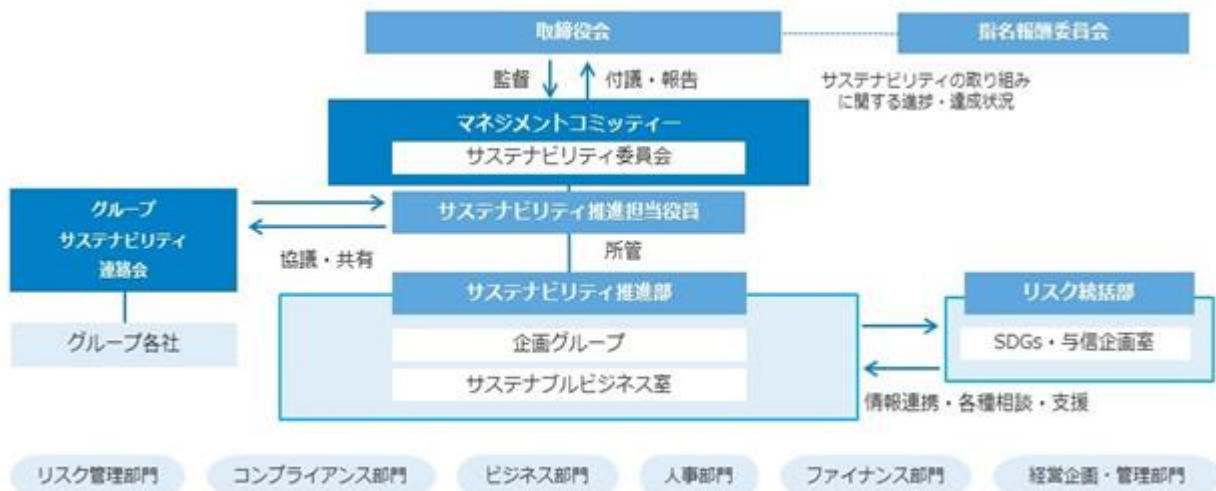 取締役会
指名報酬委員会
監督
付議・報告
サステナビリティの取り組み
に関する進捗・達成状況
マネジメントコミッティー
サステナビリティ委員会
グループ
サステナビリティ
連絡会
サステナビリティ推進担当役員
協議・共有
所管
グループ各社
サステナビリティ推進部
企画グループ
サステナブルビジネス室
リスク統括部
SDGs・与信企画室
情報連携・各種相談・支援
リスク管理部門
コンプライアンス部門
ビジネス部門
人事部門
ファイナンス部門
経営企画・管理部門